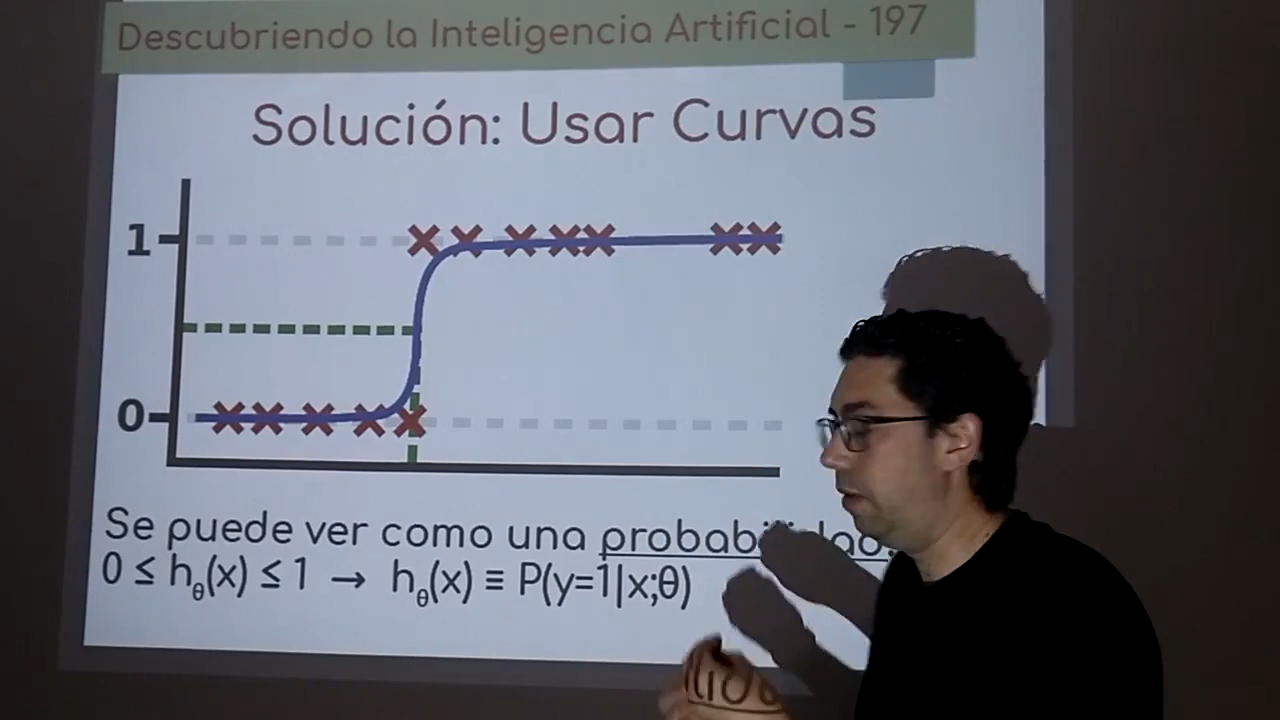 Descubriendo la Inteligencia Artificial - 197
Solución: Usar Curvas
1
0
Se puede ver como una probabilidad.
0 ≤ hθ(x) ≤ 1 → hθ(x) ≡ P(y=1|x;θ)